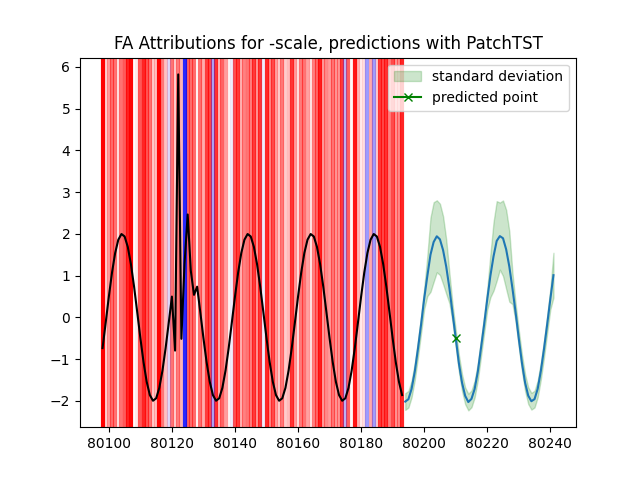 FA Attributions for -scale, predictions with PatchTST
standard deviation
predicted point
6
5
4
3
2
1
0
−1
−2
80100 80120 80140 80160 80180 80200 80220 80240